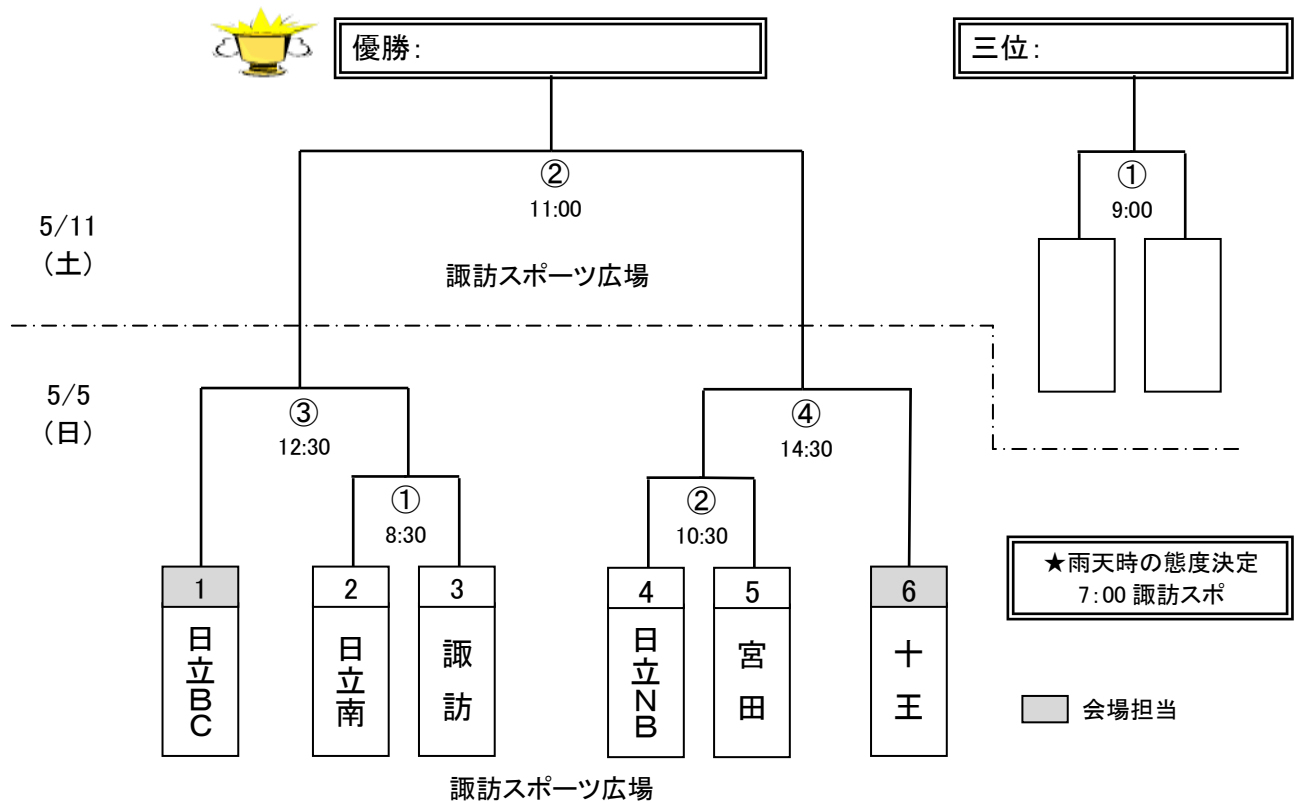 優勝:
三位:
②
11:00
①
9:00
5/11
(土)
諏訪スポーツ広場
5/5
(日)
③
12:30
④
14:30
①
8:30
②
10:30
★雨天時の態度決定
7:00 諏訪スポ
1
2
3
4
5
6
日立BC
日立南
諏訪
日立NB
宮田
十王
会場担当
諏訪スポーツ広場